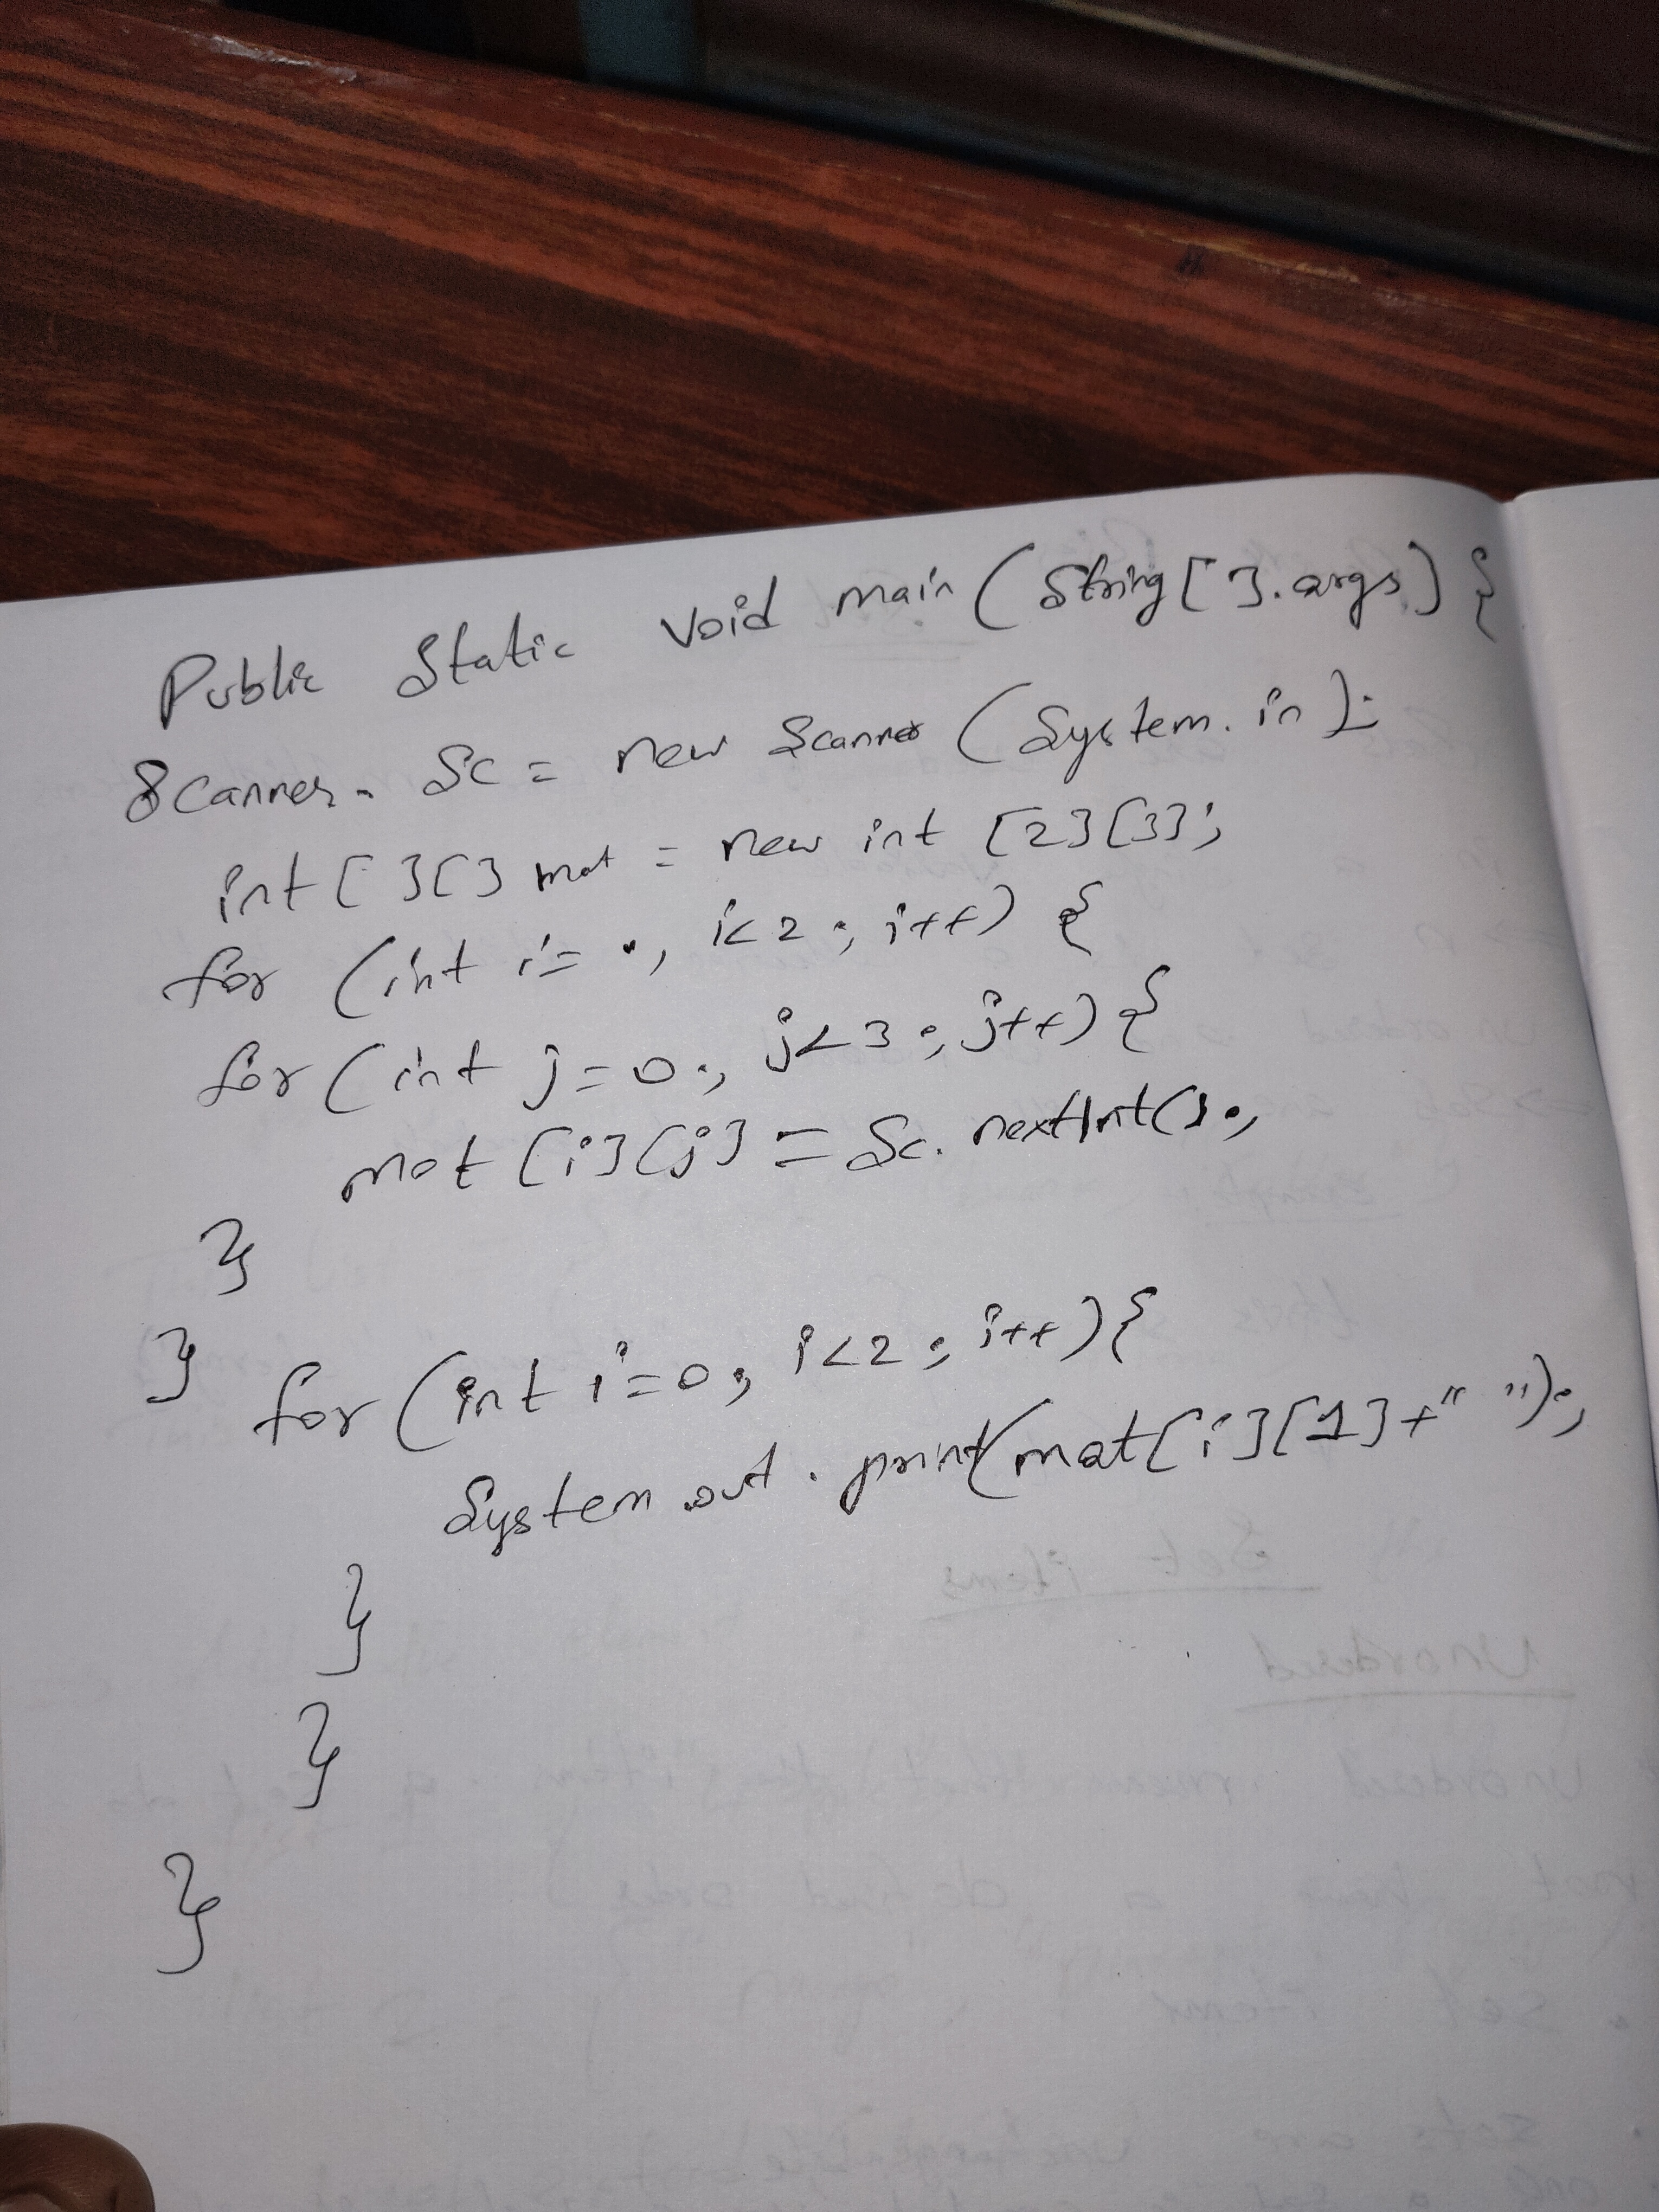 Public Static Void main (String[].args) {
Scanner. Sc = new Scanner (System.in);
int[][] mat = new int [2][3];
for (int i= 0; i<2; i++) {
for (int j=0; j<3; j++) {
mat [i][j] = Sc. nextInt();
}
}
for (int i=0; i<2; i++) {
System.out.print(mat[i][1]+" ");
}
}
}